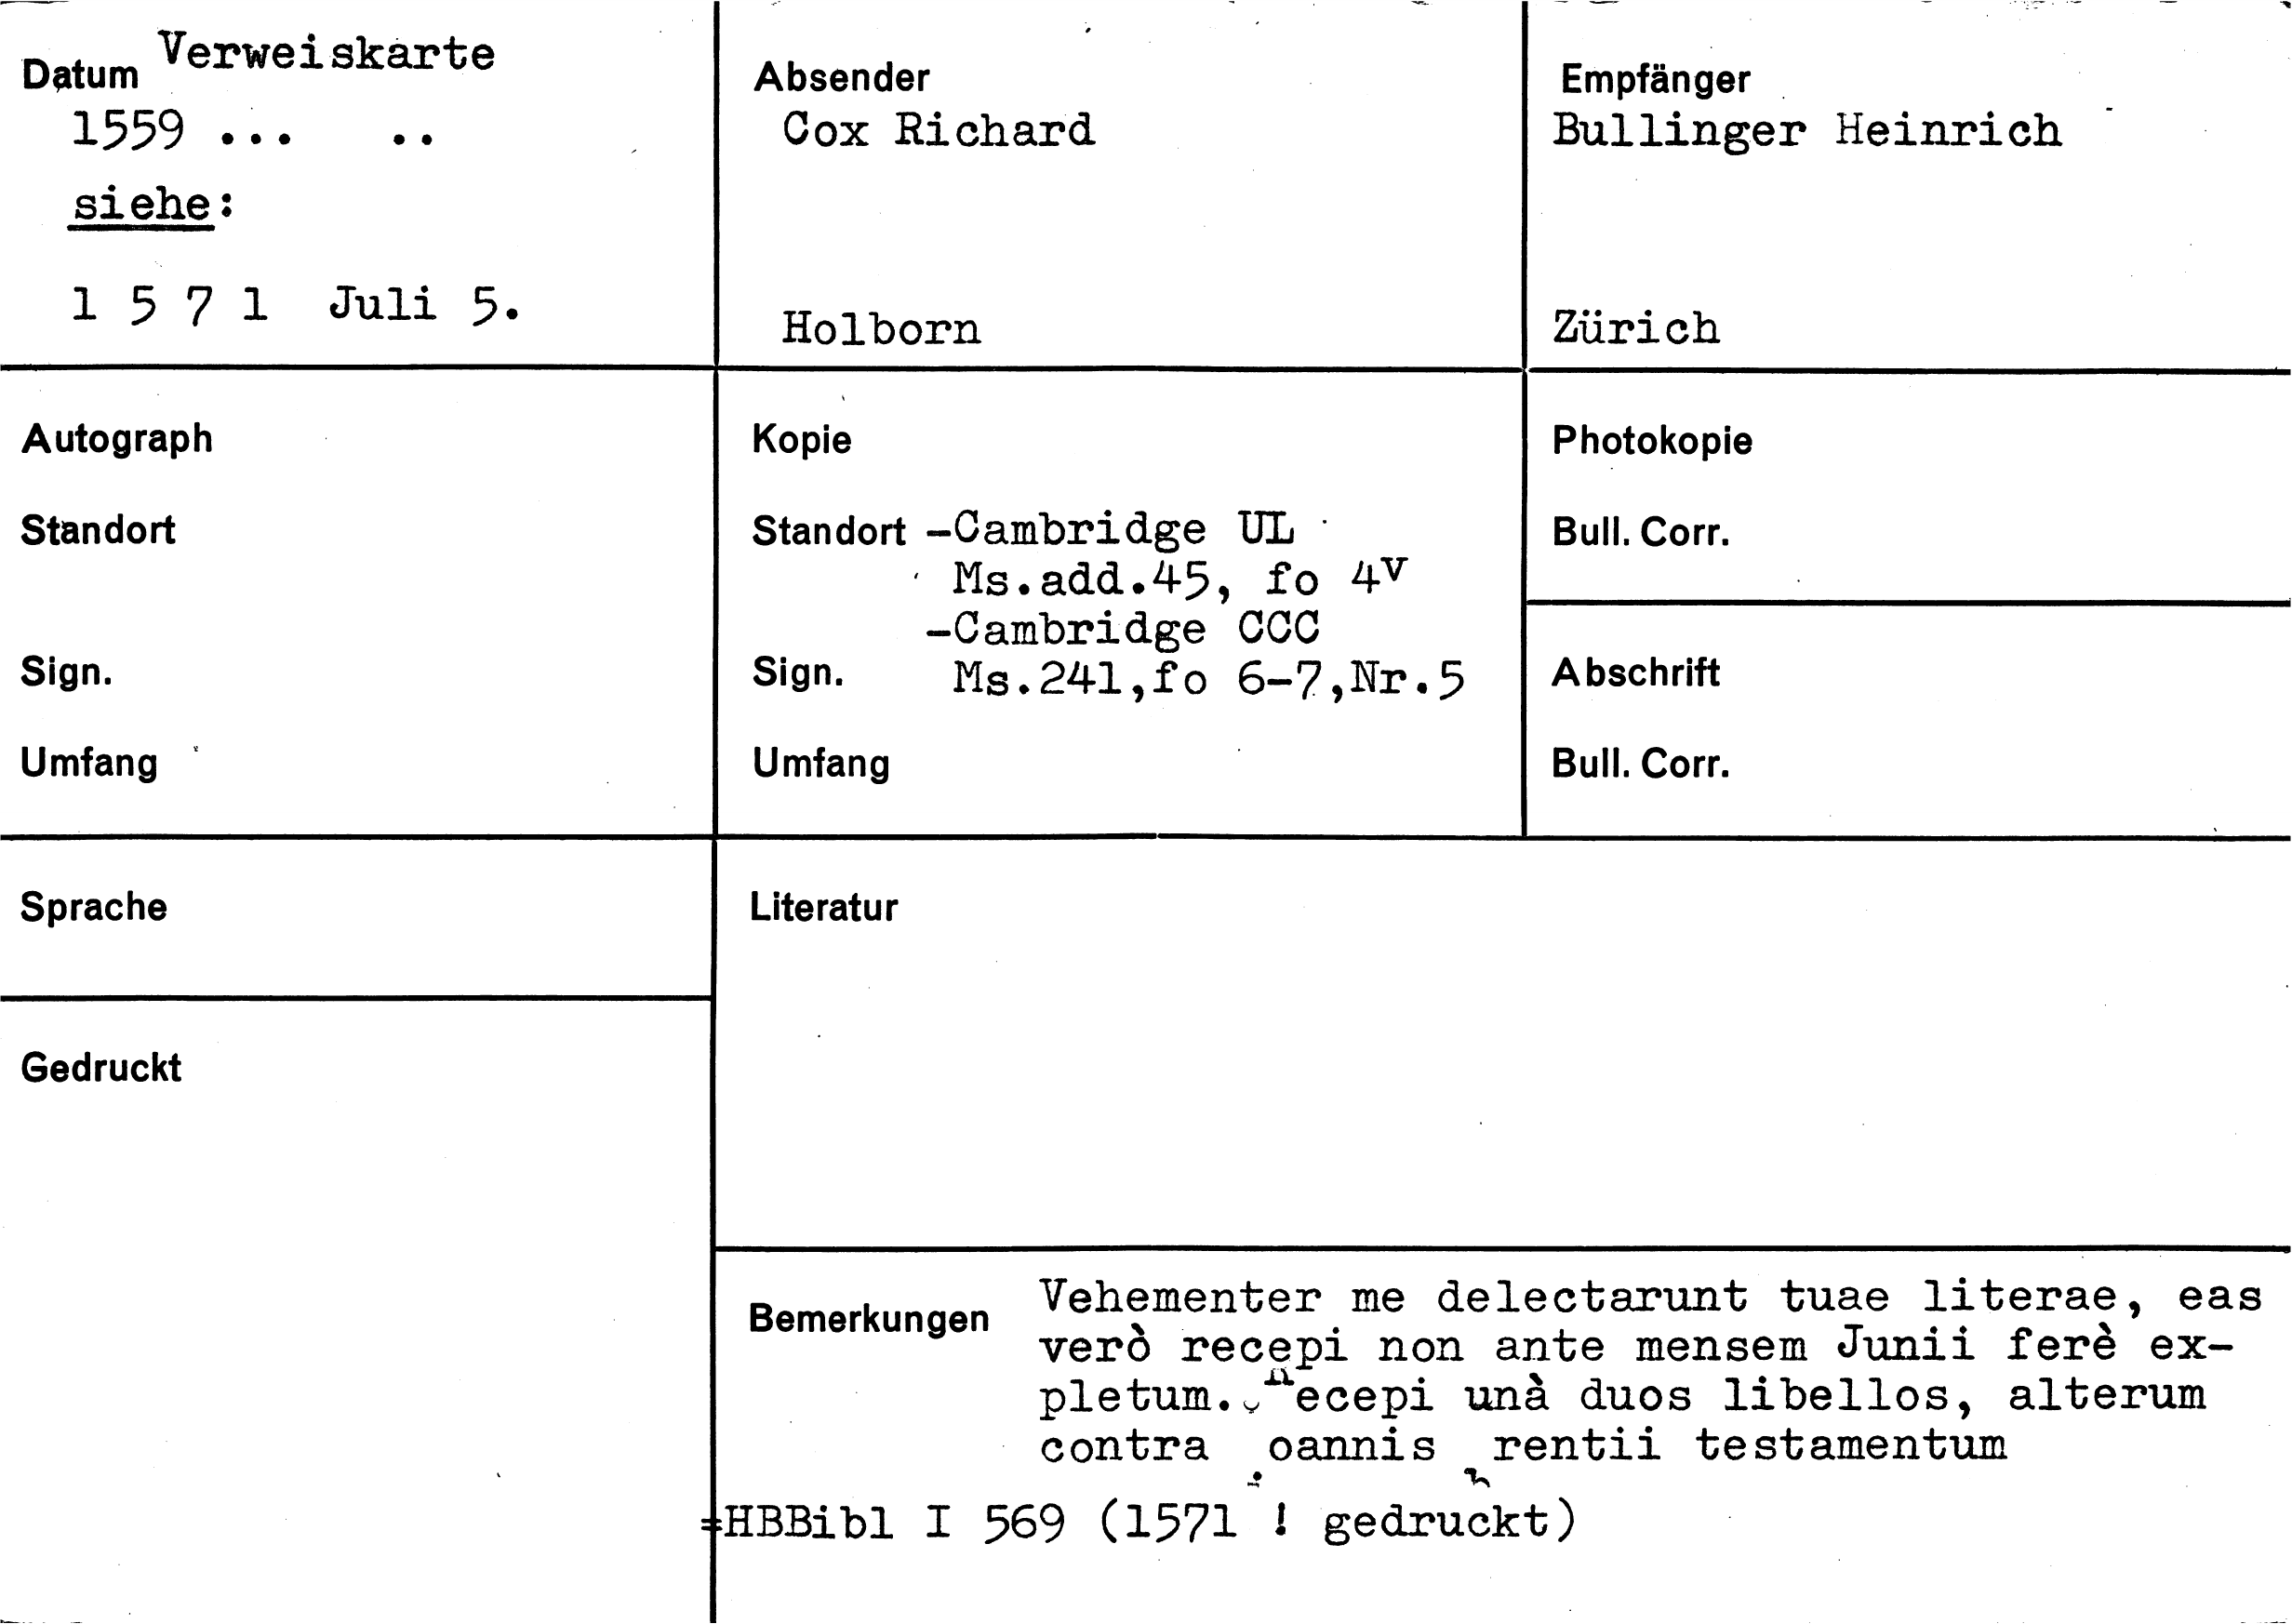 Datum Verweiskarte
1559 ... ..
siehe:
1 5 7 1 Juli 5.
Absender
Cox Richard
Holborn
Empfänger
Bullinger Heinrich
Zürich
Autograph
Standort
Sign.
Umfang
Kopie
Standort -Cambridge UL
Ms.add.45, fo 4v
-Cambridge CCC
Sign. Ms.241,fo 6-7,Nr.5
Umfang
Photokopie
Bull. Corr.
Abschrift
Bull. Corr.
Sprache
Gedruckt
Literatur
Bemerkungen Vehementer me delectarunt tuae literae, eas
verò recepi non ante mensem Junii ferè ex-
pletum. Recepi unà duos libellos, alterum
contra oannis rentii testamentum
=HBBibl I 569 (1571 ! gedruckt)